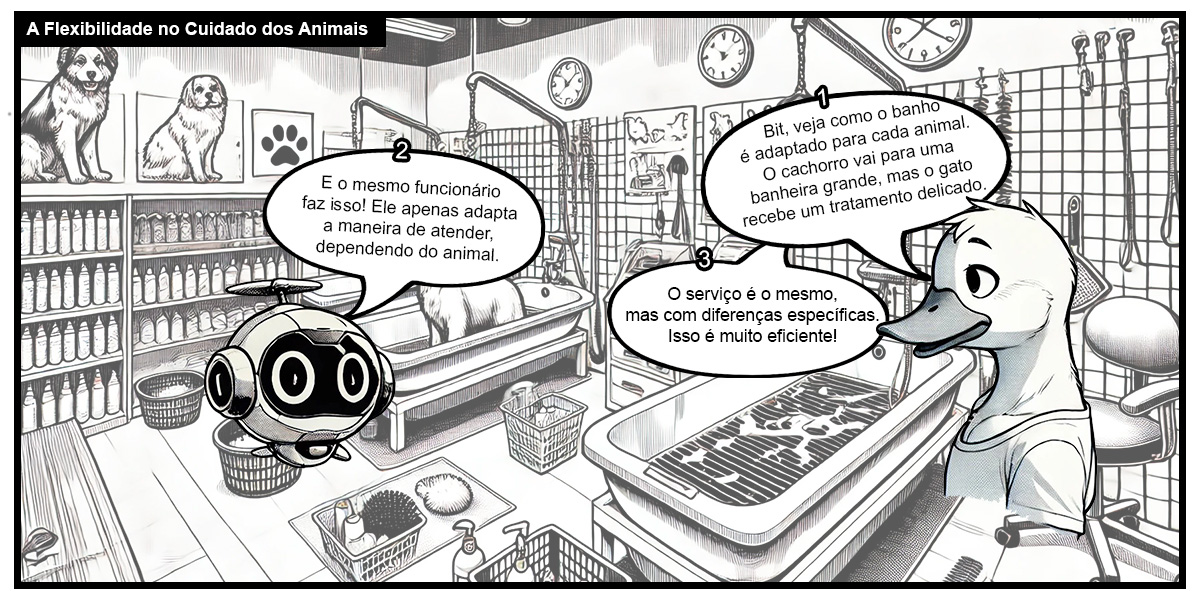 A Flexibilidade no Cuidado dos Animais
1
Bit, veja como o banho
é adaptado para cada animal.
O cachorro vai para uma
banheira grande, mas o gato
recebe um tratamento delicado.
2
E o mesmo funcionário
faz isso! Ele apenas adapta
a maneira de atender,
dependendo do animal.
3
O serviço é o mesmo,
mas com diferenças específicas.
Isso é muito eficiente!